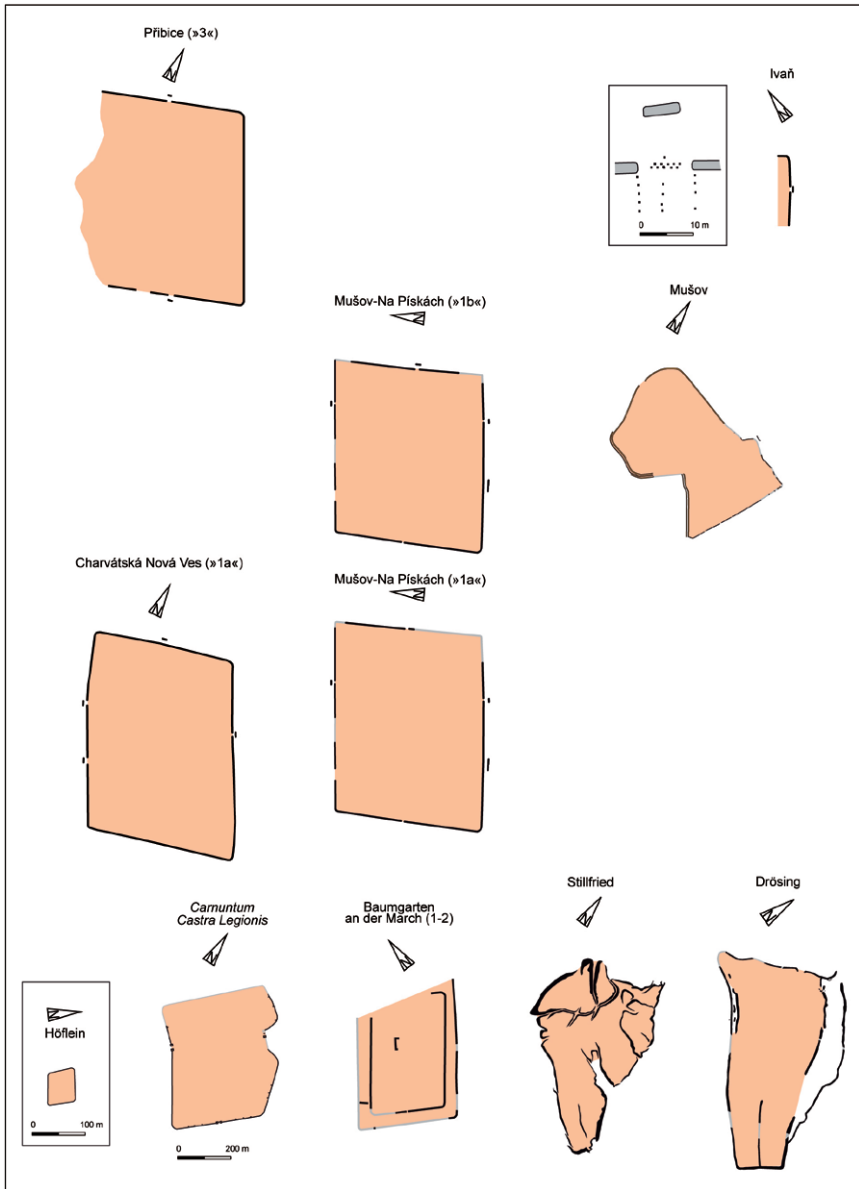 Přibice (»3«)
N
Ivaň
N
0 10 m
Mušov-Na Pískách (»1b«)
N
Mušov
N
Charvátská Nová Ves (»1a«)
N
Mušov-Na Pískách (»1a«)
N
Carnuntum
Castra Legionis
N
Baumgarten
an der March (1-2)
N
Stillfried
N
Drösing
N
N
Höflein
0 100 m
0 200 m